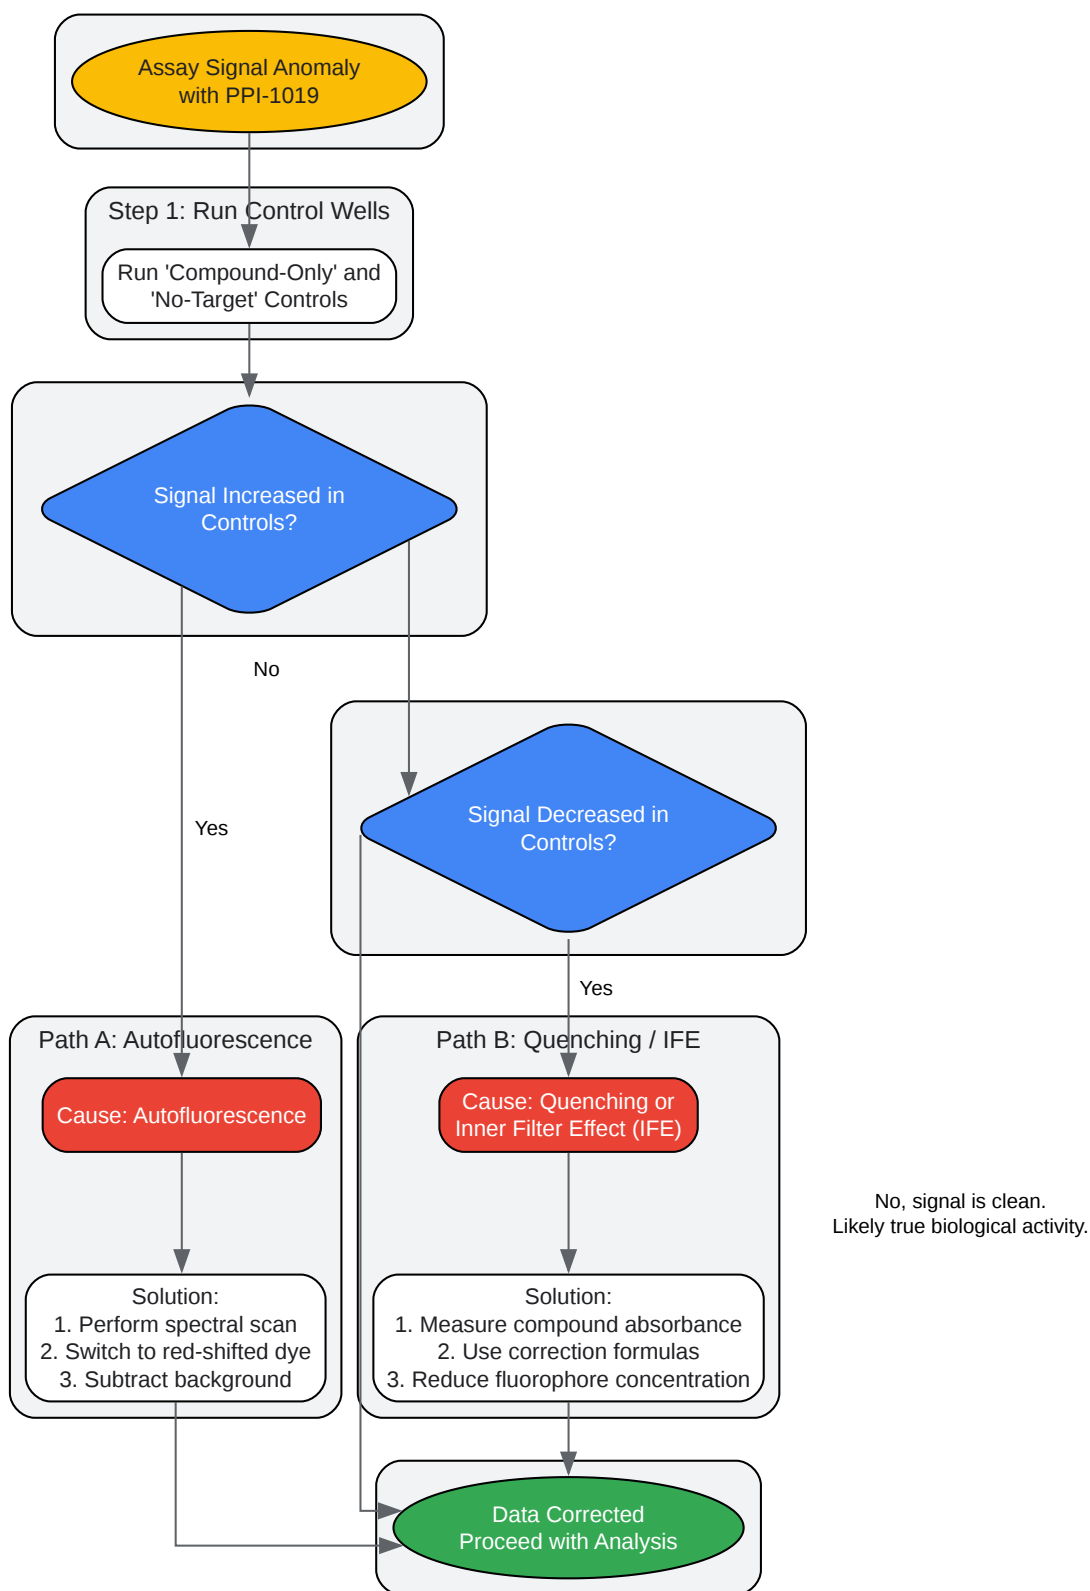 Assay Signal Anomaly
with PPI-1019
Step 1: Run Control Wells
Run 'Compound-Only' and
'No-Target' Controls
Signal Increased in
Controls?
No
Yes
Signal Decreased in
Controls?
Yes
Path A: Autofluorescence
Cause: Autofluorescence
Solution:
1. Perform spectral scan
2. Switch to red-shifted dye
3. Subtract background
Path B: Quenching / IFE
Cause: Quenching or
Inner Filter Effect (IFE)
Solution:
1. Measure compound absorbance
2. Use correction formulas
3. Reduce fluorophore concentration
No, signal is clean.
Likely true biological activity.
Data Corrected
Proceed with Analysis